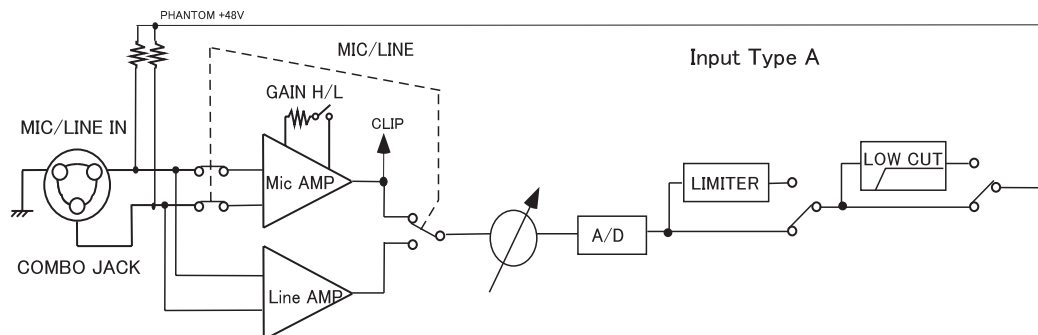 PHANTOM +48V
MIC/LINE
Input Type A
GAIN H/L
MIC/LINE IN
CLIP
LOW CUT
Mic AMP
LIMITER
A/D
COMBO JACK
Line AMP